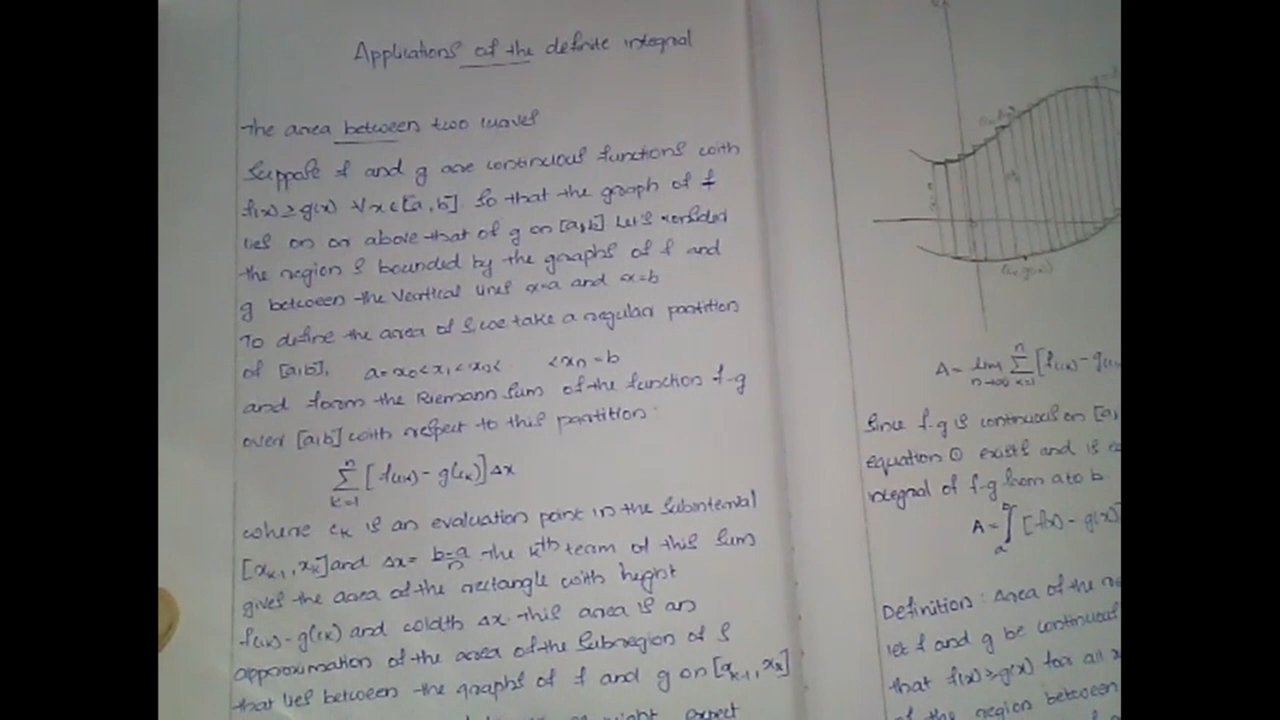 Applications of the definite integral
The area between two curves
Suppose f and g are continuous functions with
f(x) ≥ g(x) ∀ x ∈ [a, b] so that the graph of f
lies on or above that of g on [a,b] Let's
the region S bounded by the graphs of f and
g between the vertical lines x=a and x=b
To define the area of S, we take a regular partition
of [a,b], a = x0 < x1 < x2 < < xn = b
and form the Riemann sum of the function f-g
over [a,b] with respect to this partition:
n
Σ [f(cK) - g(cK)] Δx
K=1
where cK is an evaluation point in the subinterval
[xK-1, xK] and Δx = b-a/n the Kth team of this sum
gives the area of the rectangle with height
f(cK) - g(cK) and width Δx. this area is an
approximation of the area of the subregion of S
that lies between the graphs of f and g on [xK-1, xK]
might expect
A = lim n→∞ Σ n K=1 [f(cK) - g(c
Since f-g is continuous on [a,
equation ① exists and is
integral of f-g from a to b.
A = ∫ b a [f(x) - g(x)]
Definition: Area of the
let f and g be continuous
that f(x) ≥ g(x) for all x
of the region between